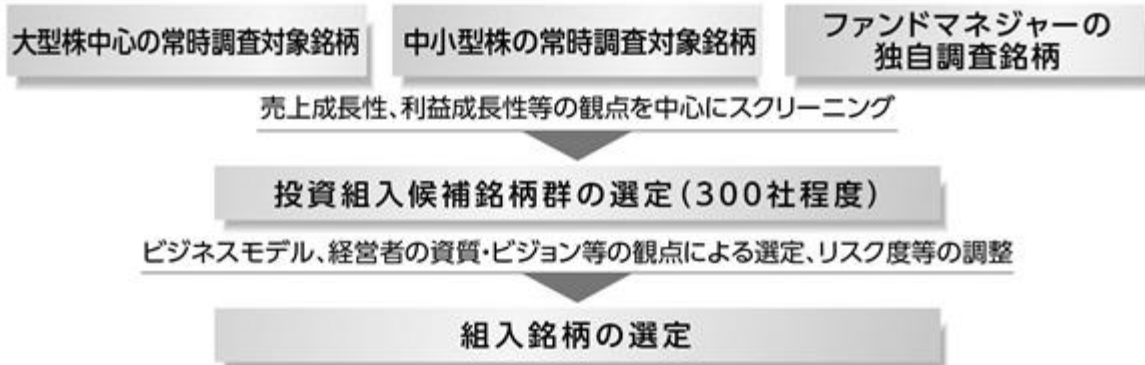 大型株中心の常時調査対象銘柄
中小型株の常時調査対象銘柄
ファンドマネジャーの
独自調査銘柄
売上成長性、利益成長性等の観点を中心にスクリーニング
投資組入候補銘柄群の選定(300社程度)
ビジネスモデル、経営者の資質・ビジョン等の観点による選定、リスク度等の調整
組入銘柄の選定